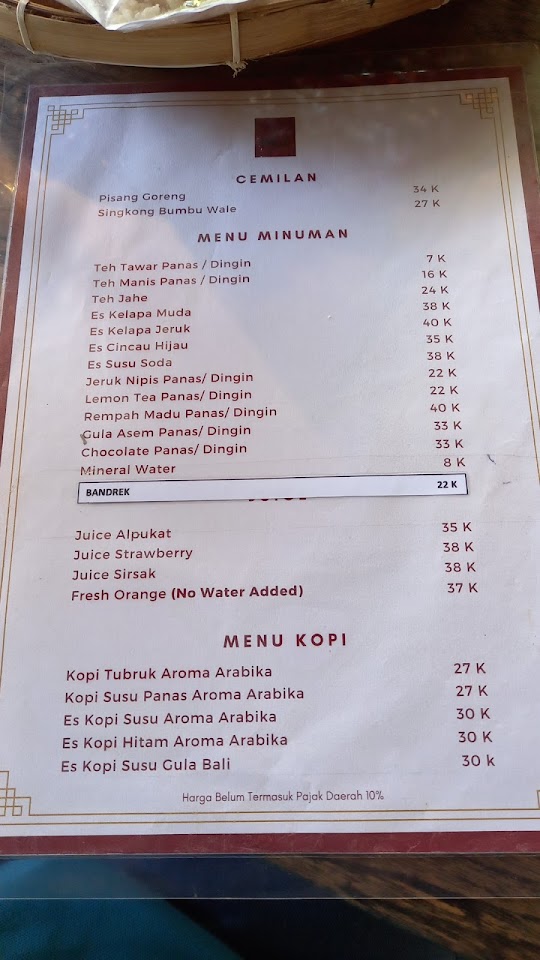 CEMILAN
Pisang Goreng 34 K
Singkong Bumbu Wale 27 K
MENU MINUMAN
Teh Tawar Panas / Dingin 7 K
Teh Manis Panas / Dingin 16 K
Teh Jahe 24 K
Es Kelapa Muda 38 K
Es Kelapa Jeruk 40 K
Es Cincau Hijau 35 K
Es Susu Soda 38 K
Jeruk Nipis Panas/ Dingin 22 K
Lemon Tea Panas/ Dingin 22 K
Rempah Madu Panas/ Dingin 40 K
Gula Asem Panas/ Dingin 33 K
Chocolate Panas/ Dingin 33 K
Mineral Water 8 K
BANDREK 22 K
Juice Alpukat 35 K
Juice Strawberry 38 K
Juice Sirsak 38 K
Fresh Orange (No Water Added) 37 K
MENU KOPI
Kopi Tubruk Aroma Arabika 27 K
Kopi Susu Panas Aroma Arabika 27 K
Es Kopi Susu Aroma Arabika 30 K
Es Kopi Hitam Aroma Arabika 30 K
Es Kopi Susu Gula Bali 30 k
Harga Belum Termasuk Pajak Daerah 10%